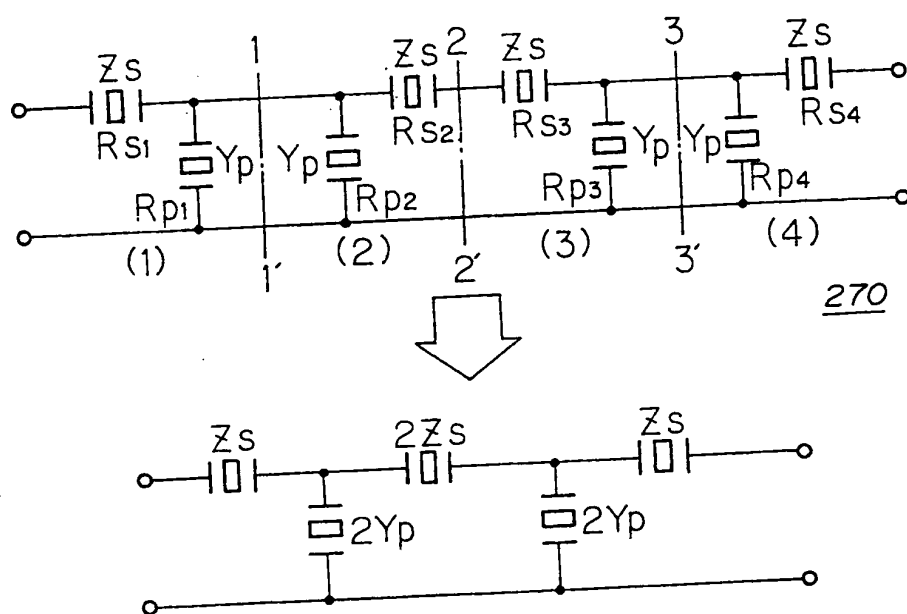 1 2 3
Zs Zs Zs Zs
Rs1 Rs2 Rs3 Rs4
Yp Yp Yp Yp
Rp1 Rp2 Rp3 Rp4
(1) (2) (3) (4)
1' 2' 3'
270
Zs 2Zs Zs
2Yp 2Yp